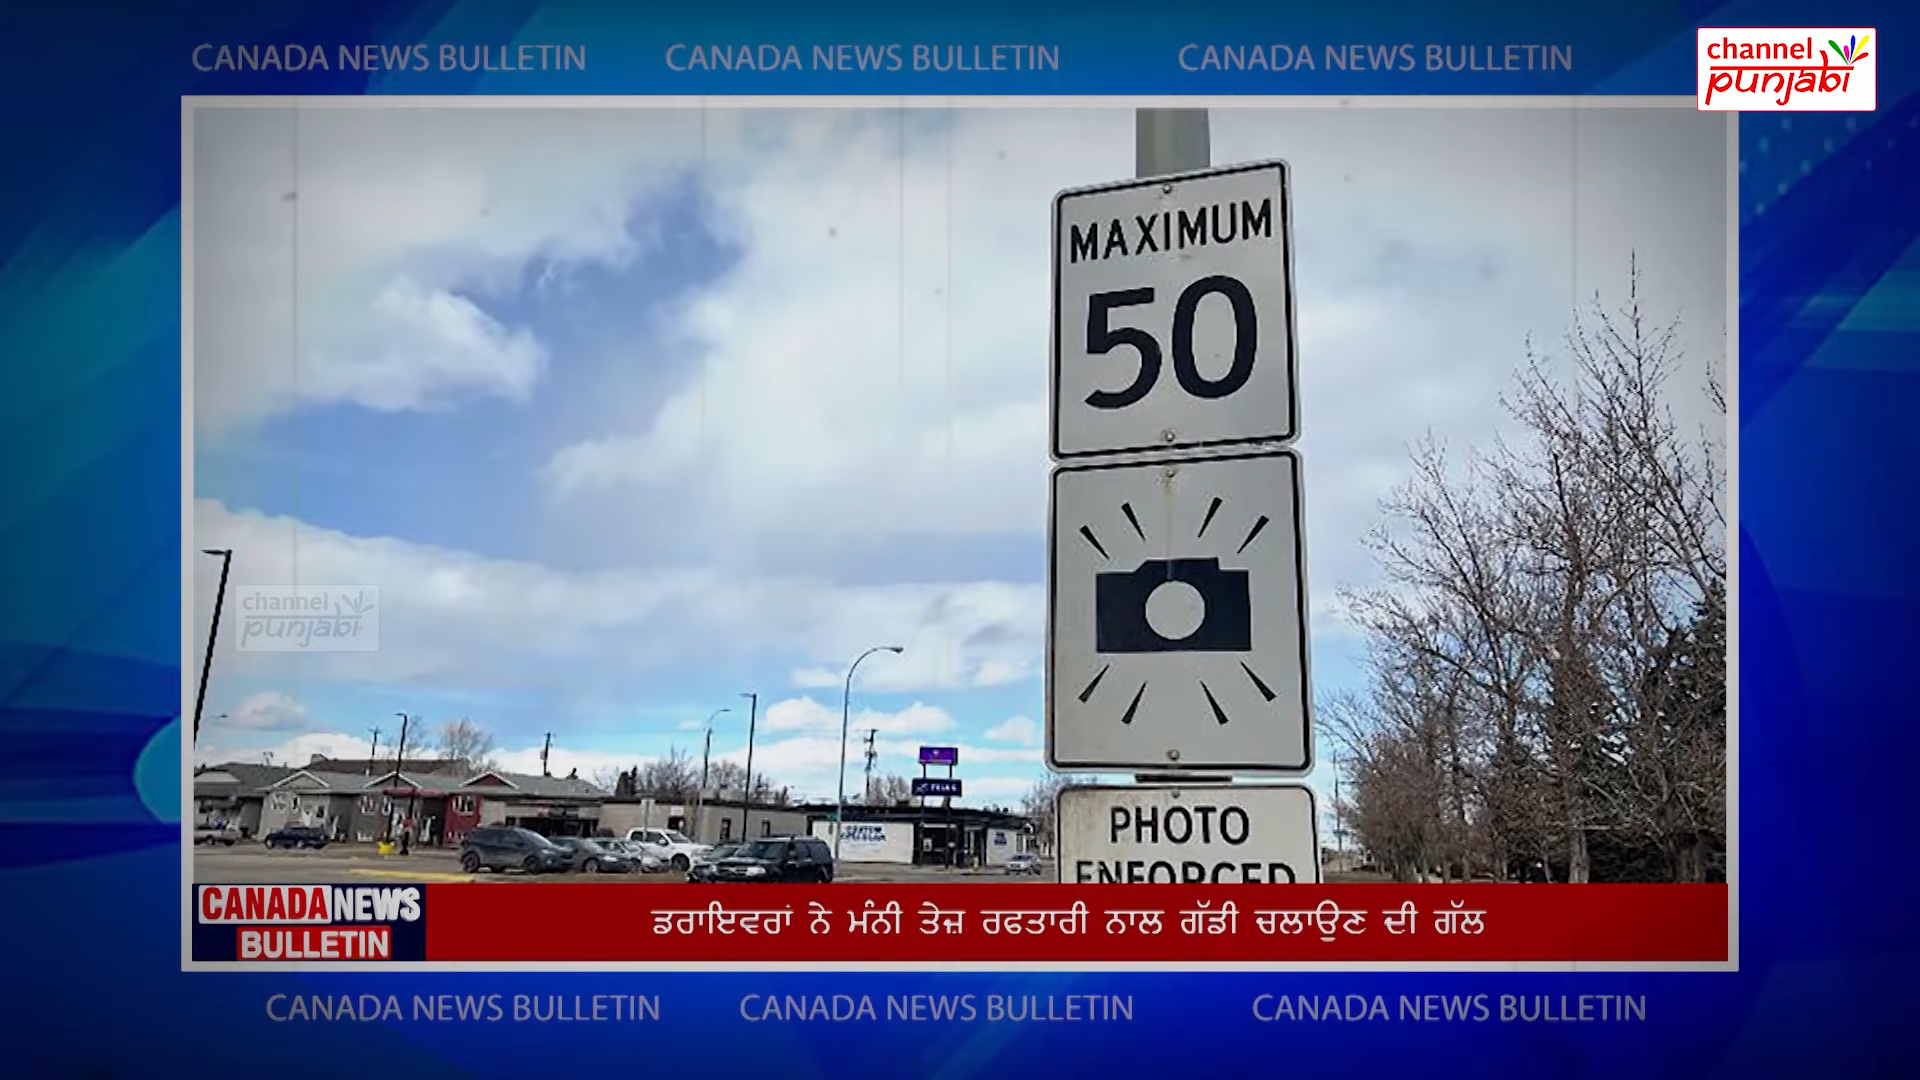 CANADA NEWS BULLETIN CANADA NEWS BULLETIN CANADA NEWS BULLETIN
channel
punjabi
MAXIMUM
50
channel
punjabi
PHOTO
ENFORCED
CANADA NEWS
BULLETIN
ਡਰਾਇਵਰਾਂ ਨੇ ਮੰਨੀ ਤੇਜ਼ ਰਫਤਾਰੀ ਨਾਲ ਗੱਡੀ ਚਲਾਉਣ ਦੀ ਗੱਲ
CANADA NEWS BULLETIN CANADA NEWS BULLETIN CANADA NEWS BULLETIN